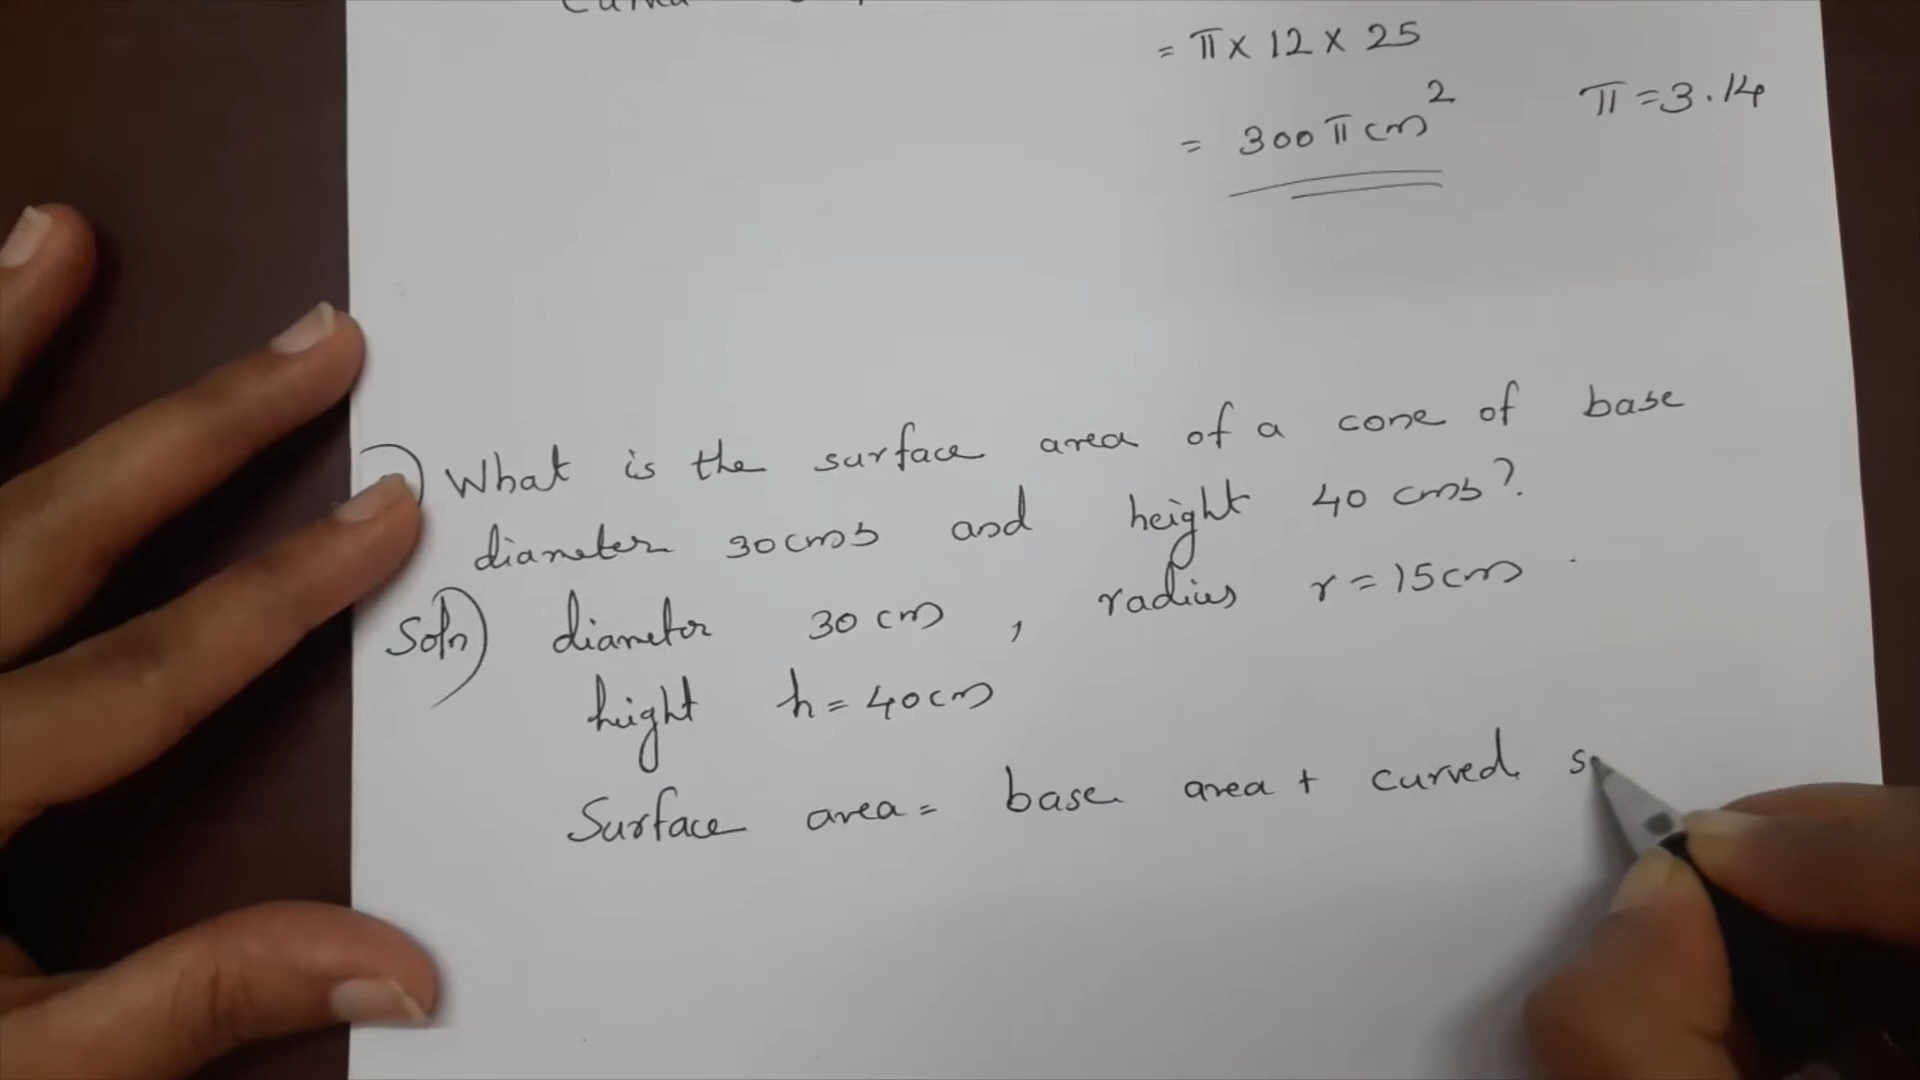 = π x 12 x 25
= 300 π cm²
π = 3.14
What is the surface area of a cone of base
diameter 30 cms and height 40 cms?
Soln) diameter 30 cm , radius r = 15 cm .
height h = 40 cm
Surface area = base area + curved s